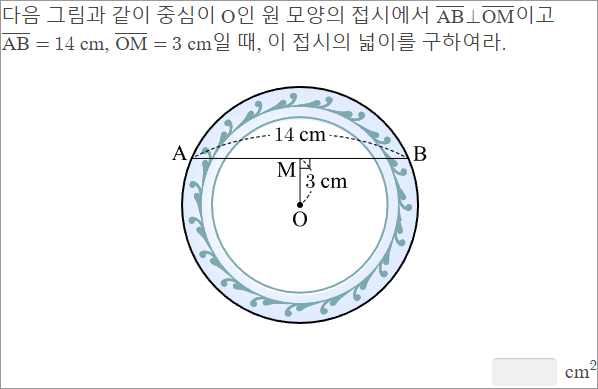 다음 그림과 같이 중심이 O인 원 모양의 접시에서 AB⊥OM이고
AB = 14 cm, OM = 3 cm일 때, 이 접시의 넓이를 구하여라.
14 cm
A
B
M
3 cm
O
cm²